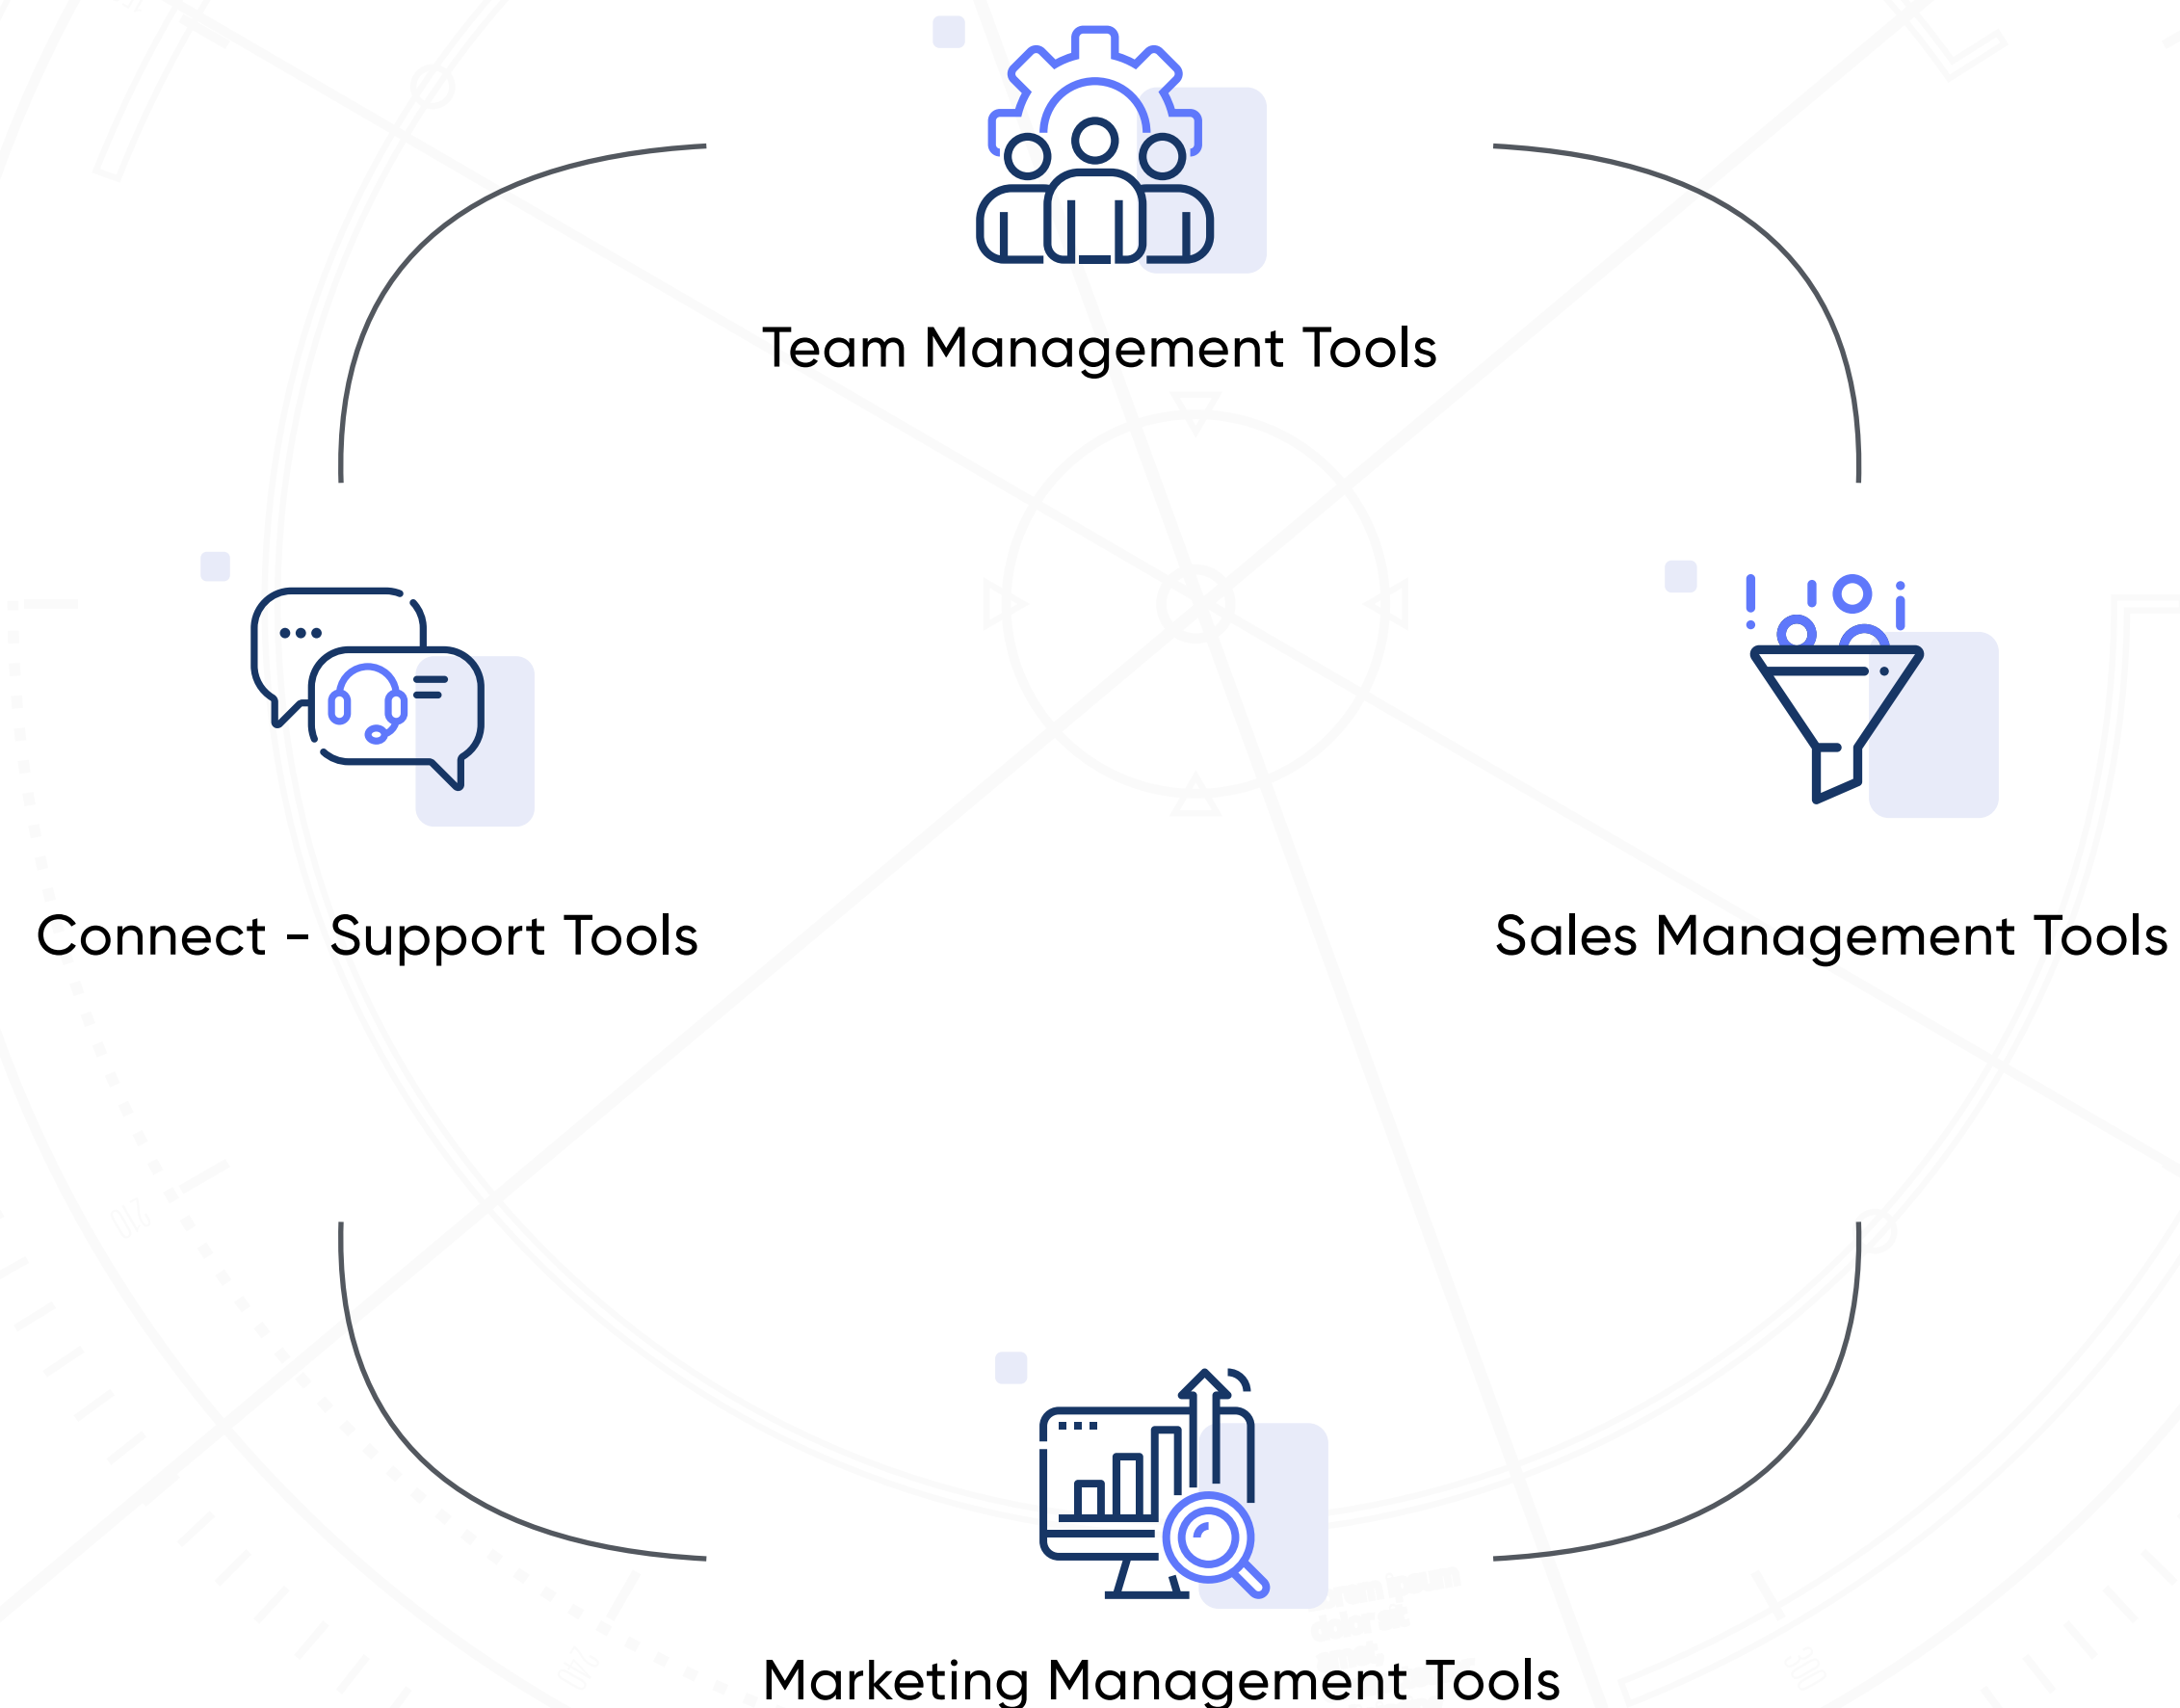 Team Management Tools
Connect - Support Tools
Sales Management Tools
Marketing Management Tools